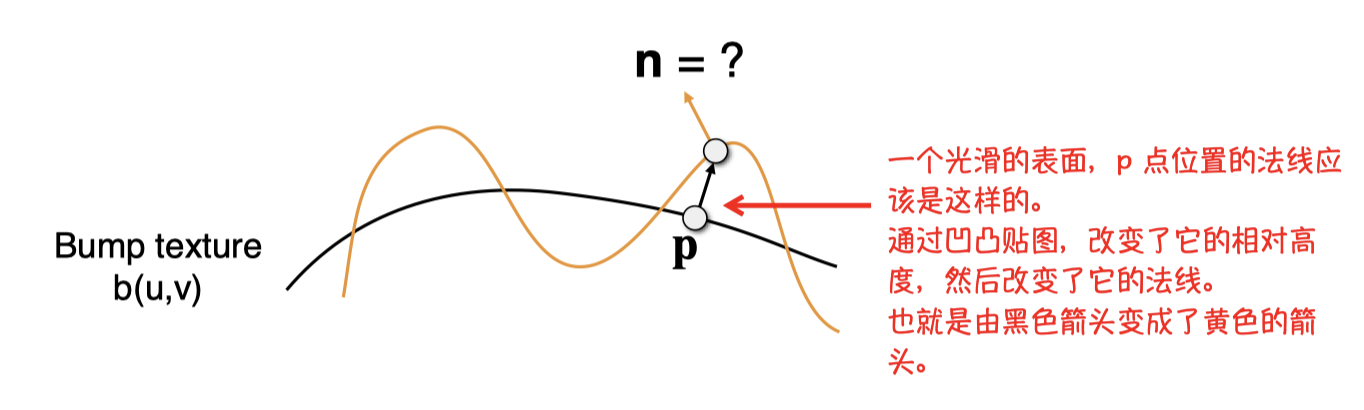 n = ?
Bump texture
b(u,v)
p
一个光滑的表面，p 点位置的法线应
该是这样的。
通过凹凸贴图，改变了它的相对高
度，然后改变了它的法线。
也就是由黑色箭头变成了黄色的箭
头。